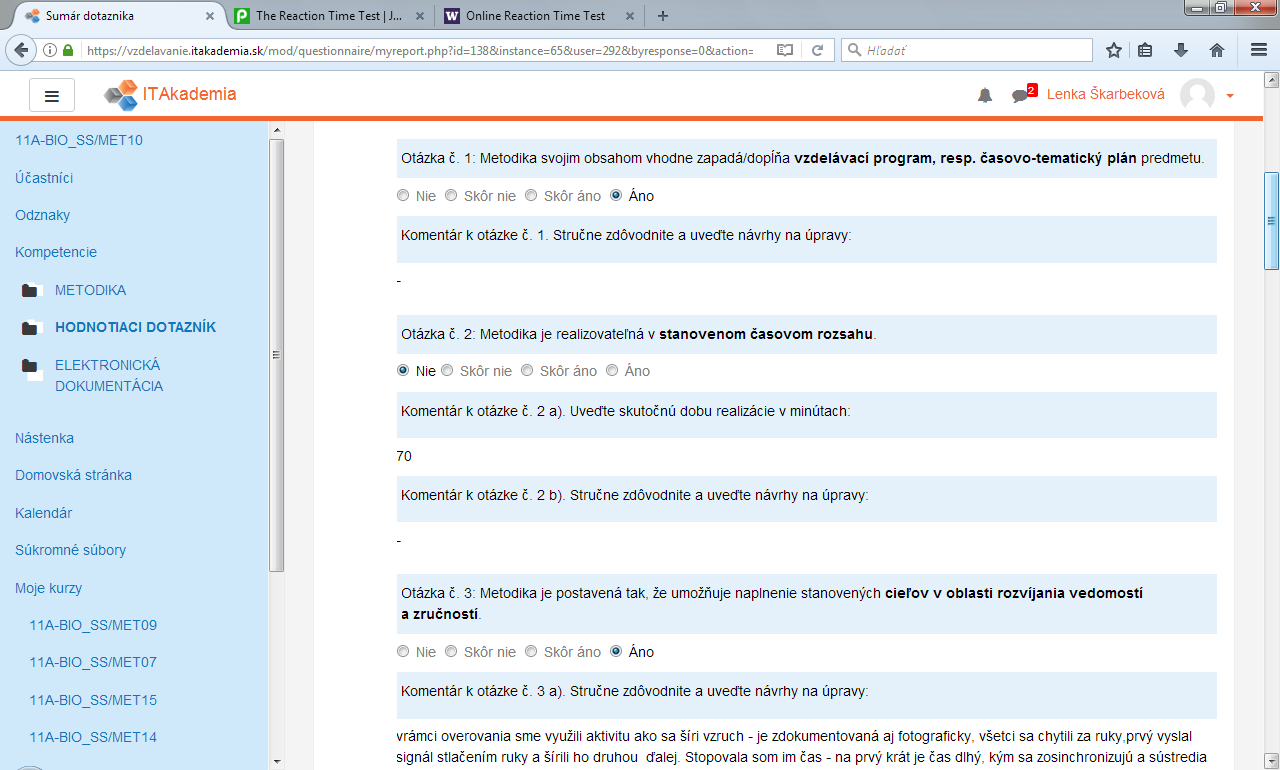 Sumár dotazníka
The Reaction Time Test | J...
Online Reaction Time Test
https://vzdelavanie.itakademia.sk/mod/questionnaire/myreport.php?id=138&instance=65&user=292&byresponse=0&action=
Hľadať
ITAkademia
2
Lenka Škarbeková
11A-BIO_SS/MET10
Účastníci
Odznaky
Kompetencie
METODIKA
HODNOTIACI DOTAZNÍK
ELEKTRONICKÁ
DOKUMENTÁCIA
Nástenka
Domovská stránka
Kalendár
Súkromné súbory
Moje kurzy
11A-BIO_SS/MET09
11A-BIO_SS/MET07
11A-BIO_SS/MET15
11A-BIO_SS/MET14
Otázka č. 1: Metodika svojim obsahom vhodne zapadá/dopĺňa vzdelávací program, resp. časovo-tematický plán predmetu.
Nie Skôr nie Skôr áno Áno
Komentár k otázke č. 1. Stručne zdôvodnite a uveďte návrhy na úpravy:
-
Otázka č. 2: Metodika je realizovateľná v stanovenom časovom rozsahu.
Nie Skôr nie Skôr áno Áno
Komentár k otázke č. 2 a). Uveďte skutočnú dobu realizácie v minútach:
70
Komentár k otázke č. 2 b). Stručne zdôvodnite a uveďte návrhy na úpravy:
-
Otázka č. 3: Metodika je postavená tak, že umožňuje naplnenie stanovených cieľov v oblasti rozvíjania vedomostí
a zručností.
Nie Skôr nie Skôr áno Áno
Komentár k otázke č. 3 a). Stručne zdôvodnite a uveďte návrhy na úpravy:
vrámci overovania sme využili aktivitu ako sa šíri vzruch - je zdokumentovaná aj fotograficky, všetci sa chytili za ruky,prvý vyslal
signál stlačením ruky a šírili ho druhou ďalej. Stopovala som im čas - na prvý krát je čas dlhý, kým sa zosinchronizujú a sústredia